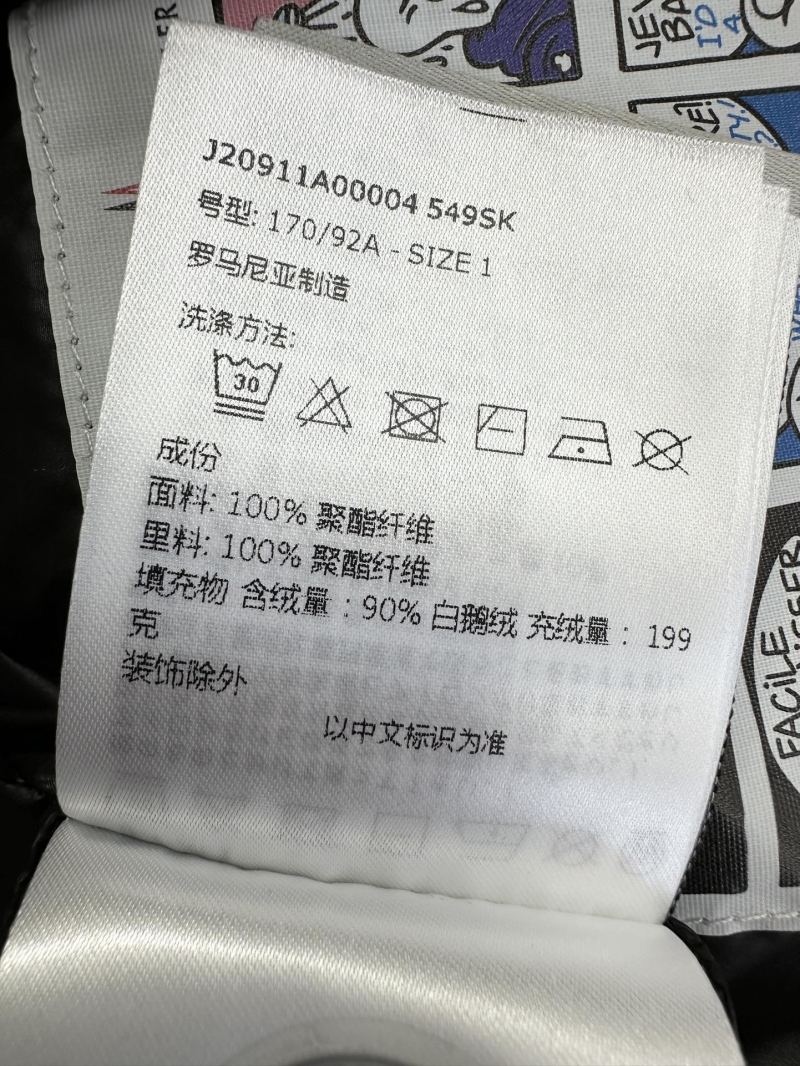 J20911A00004 549SK
号型: 170/92A - SIZE 1
罗马尼亚制造
洗涤方法:
30
成份
面料: 100% 聚酯纤维
里料: 100% 聚酯纤维
填充物 含绒量 : 90% 白鹅绒 充绒量 : 199
克
装饰除外
以中文标识为准
ER
I'D
A
FACILE